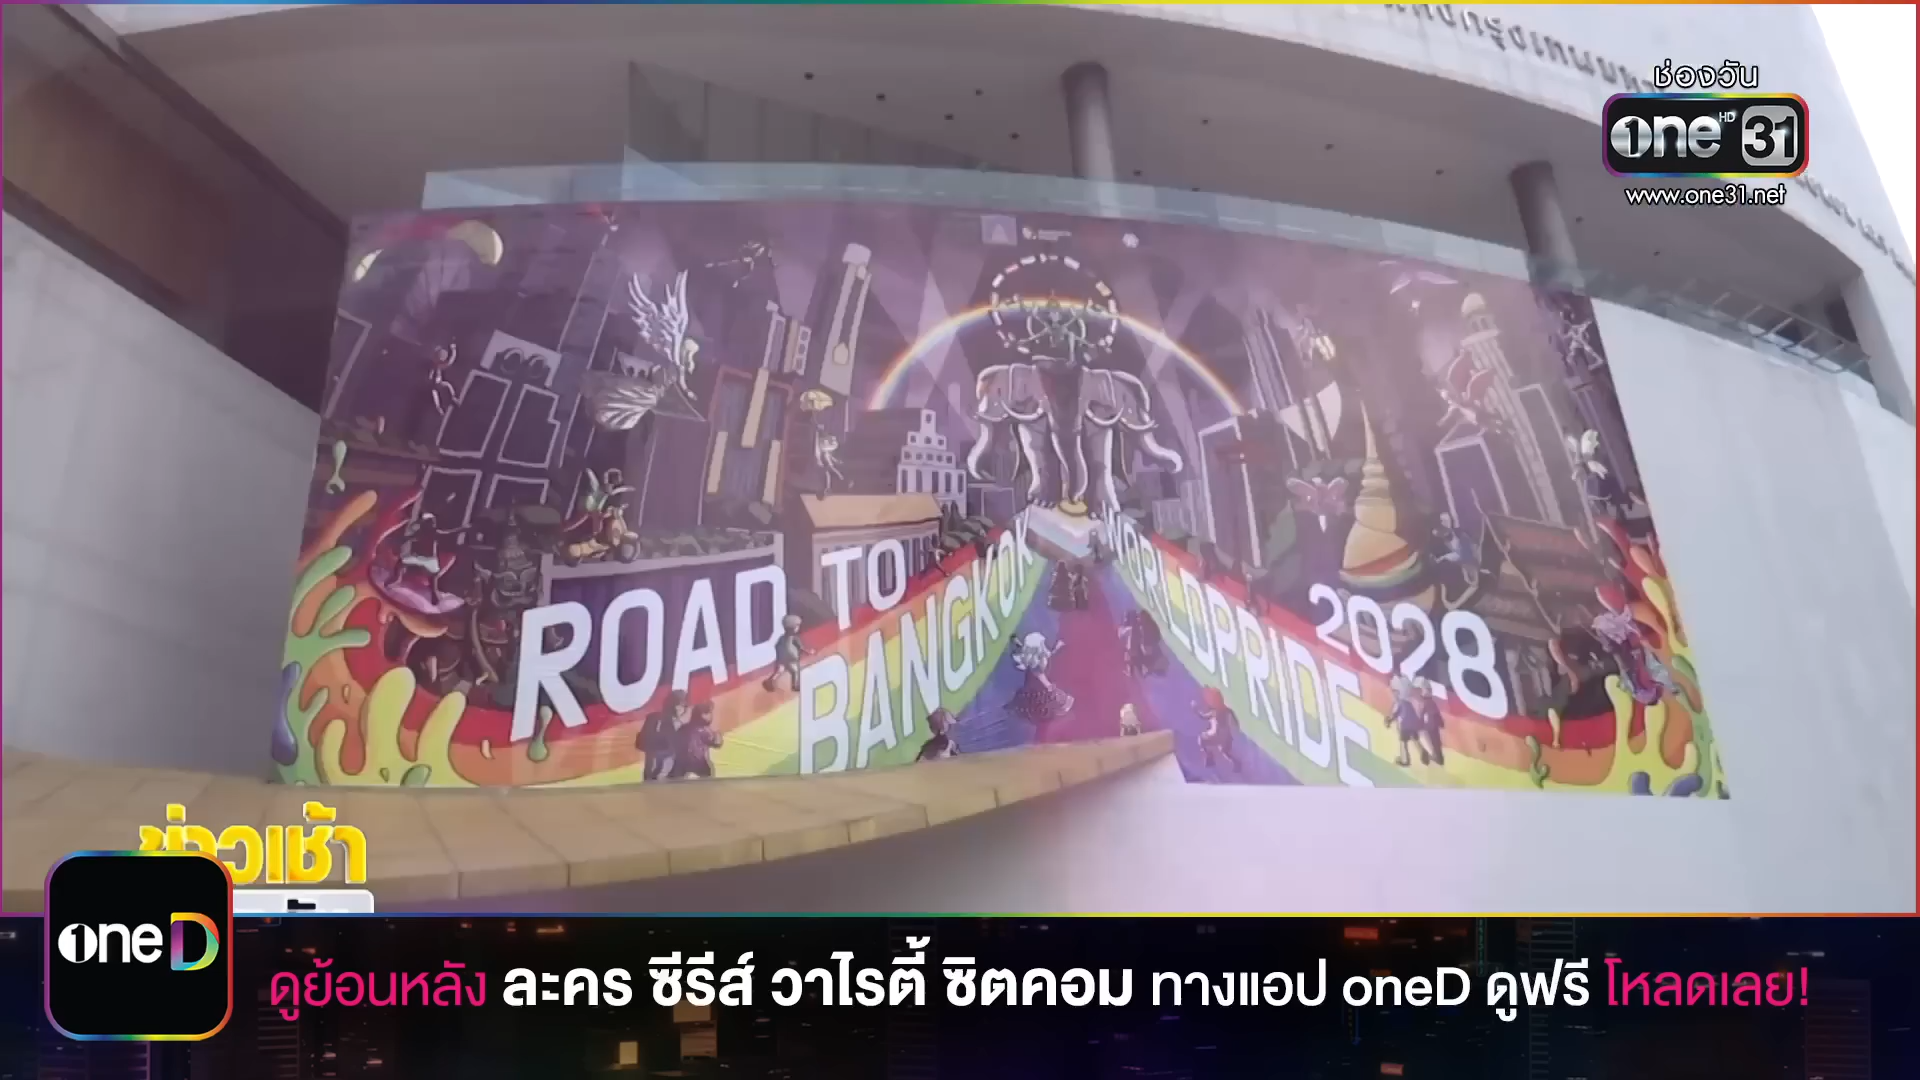 ช่องวัน
one HD 31
www.one31.net
ROAD TO
BANGKOK
WORLDPRIDE
2028
ข่าวเช้า
oneD
ดูย้อนหลัง ละคร ซีรีส์ วาไรตี้ ซิตคอม ทางแอป oneD ดูฟรี โหลดเลย!